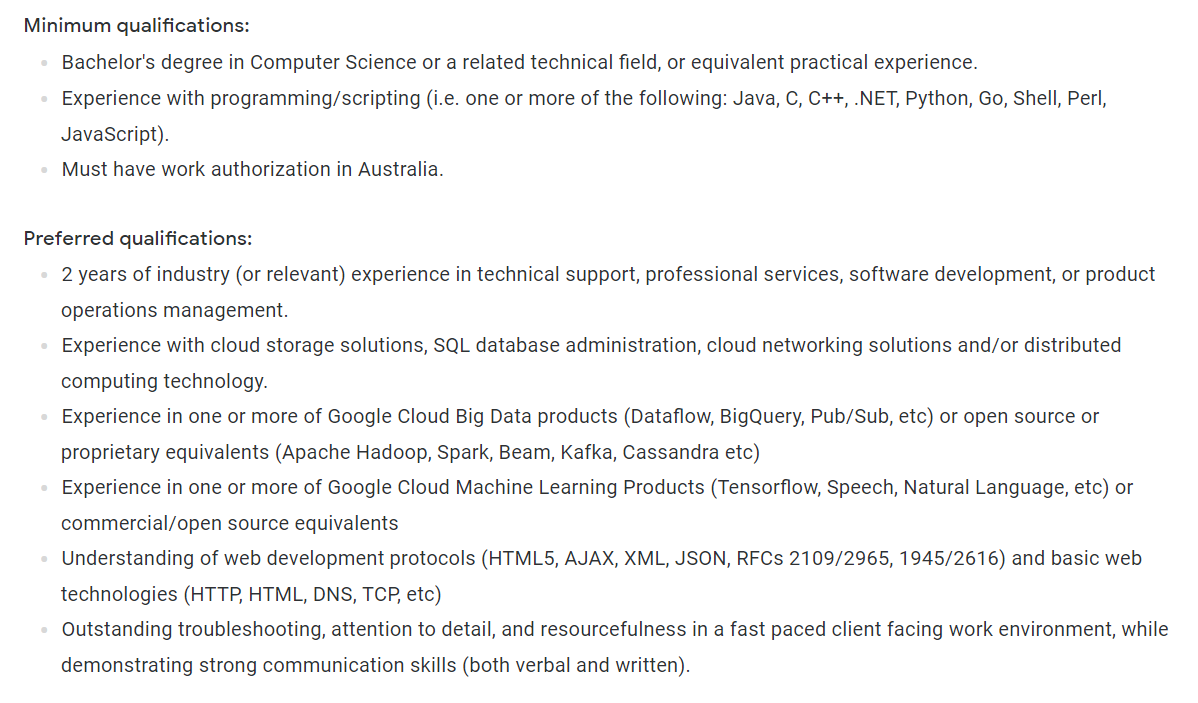 Minimum qualifications:
Bachelor's degree in Computer Science or a related technical field, or equivalent practical experience.
Experience with programming/scripting (i.e. one or more of the following: Java, C, C++, .NET, Python, Go, Shell, Perl,
JavaScript).
Must have work authorization in Australia.
Preferred qualifications:
2 years of industry (or relevant) experience in technical support, professional services, software development, or product
operations management.
Experience with cloud storage solutions, SQL database administration, cloud networking solutions and/or distributed
computing technology.
Experience in one or more of Google Cloud Big Data products (Dataflow, BigQuery, Pub/Sub, etc) or open source or
proprietary equivalents (Apache Hadoop, Spark, Beam, Kafka, Cassandra etc)
Experience in one or more of Google Cloud Machine Learning Products (Tensorflow, Speech, Natural Language, etc) or
commercial/open source equivalents
Understanding of web development protocols (HTML5, AJAX, XML, JSON, RFCs 2109/2965, 1945/2616) and basic web
technologies (HTTP, HTML, DNS, TCP, etc)
Outstanding troubleshooting, attention to detail, and resourcefulness in a fast paced client facing work environment, while
demonstrating strong communication skills (both verbal and written).